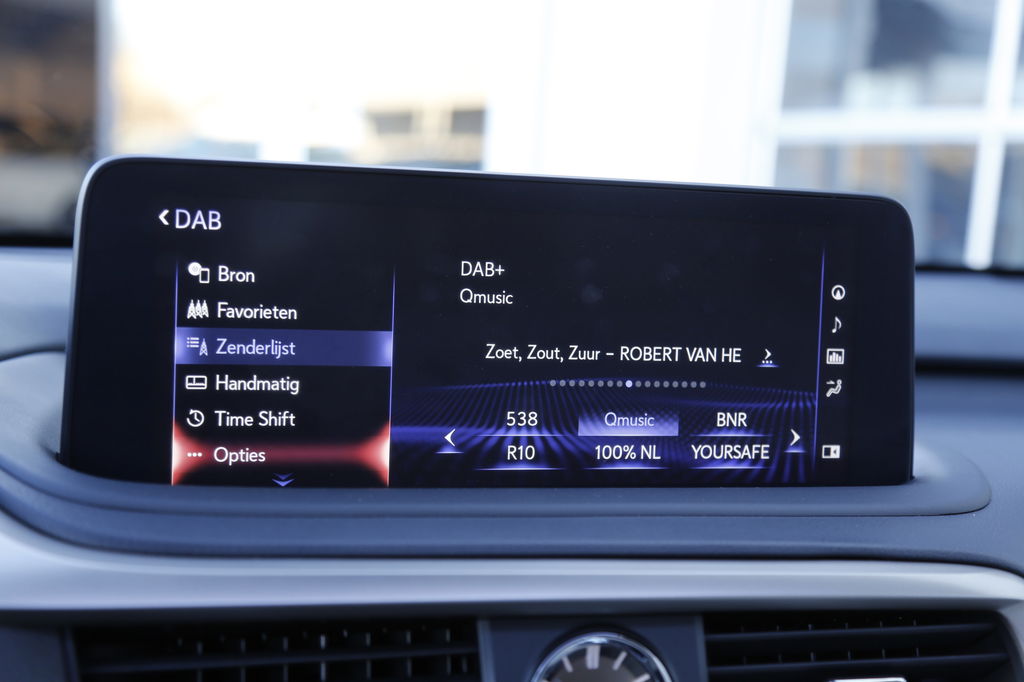 DAB
Bron
Favorieten
Zenderlijst
Handmatig
Time Shift
Opties
DAB+
Qmusic
Zoet, Zout, Zuur – ROBERT VAN HE
538 Qmusic BNR
R10 100% NL YOURSAFE